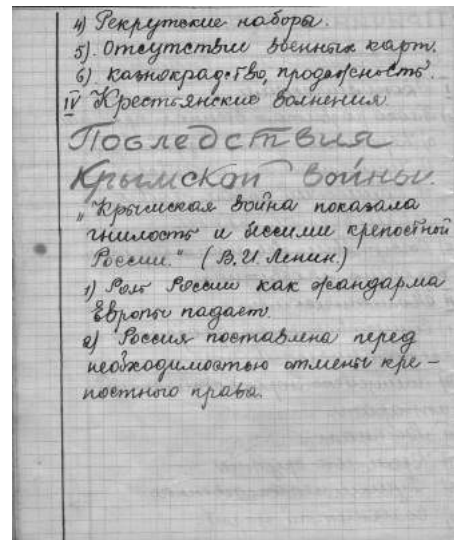 4) Рекрутские наборы.
5). Отсутствии военных карт.
6). казнокрадство, продажность.
IV Крестьянские волнения
Последствия
Крымской войны.
„Крымская война показала
гнилость и бессилие крепостной
России.“ (В.И. Ленин.)
1) Роль России как жандарма
Европы падает.
2) Россия поставлена перед
необходимостью отмены кре-
постного права.